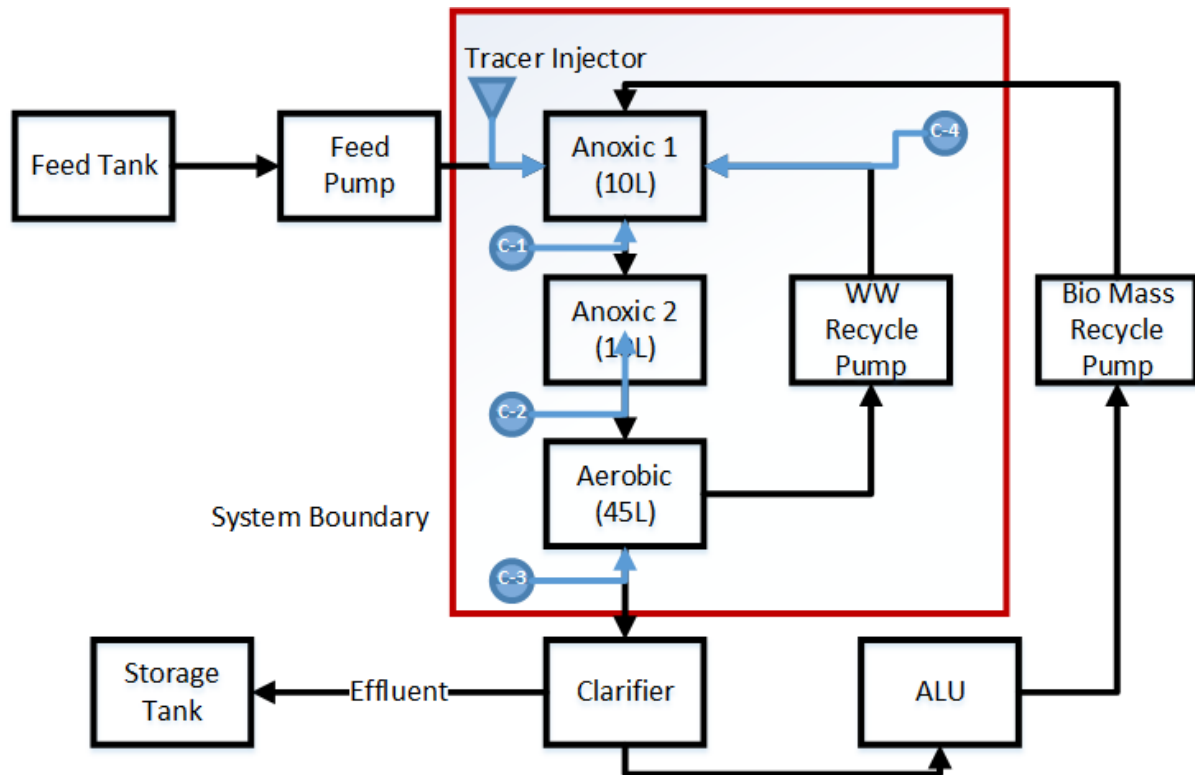 Tracer Injector
Feed Tank
Feed
Pump
Anoxic 1
(10L)
C-4
C-1
Anoxic 2
(10L)
WW
Recycle
Pump
Bio Mass
Recycle
Pump
C-2
Aerobic
(45L)
System Boundary
C-3
Storage
Tank
Effluent
Clarifier
ALU